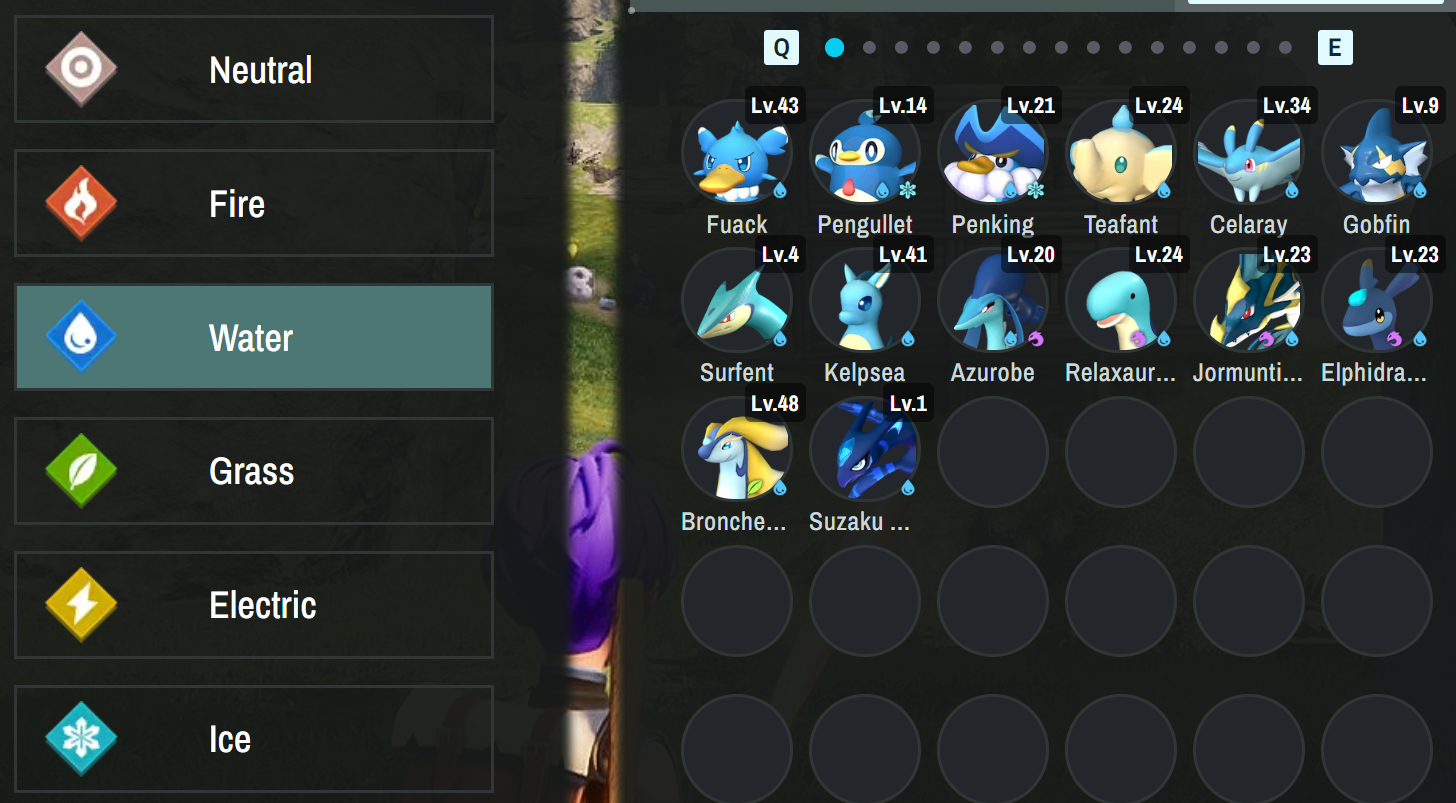 Neutral
Fire
Water
Grass
Electric
Ice
Q
E
Lv.43 Lv.14 Lv.21 Lv.24 Lv.34 Lv.9
Fuack Pengullet Penking Teafant Celaray Gobfin
Lv.4 Lv.41 Lv.20 Lv.24 Lv.23 Lv.23
Surfent Kelpsea Azurobe Relaxaur... Jormunti... Elphidra...
Lv.48 Lv.1
Bronche... Suzaku ...